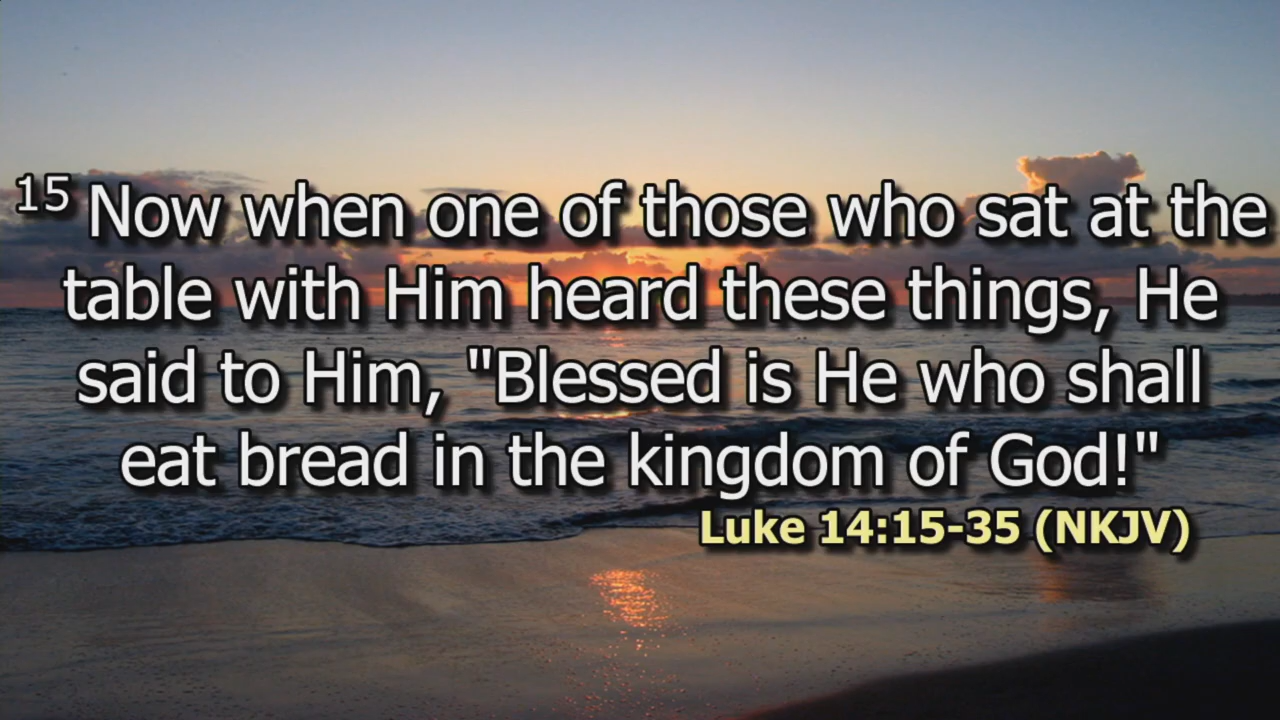 15 Now when one of those who sat at the
table with Him heard these things, He
said to Him, "Blessed is He who shall
eat bread in the kingdom of God!"
Luke 14:15-35 (NKJV)